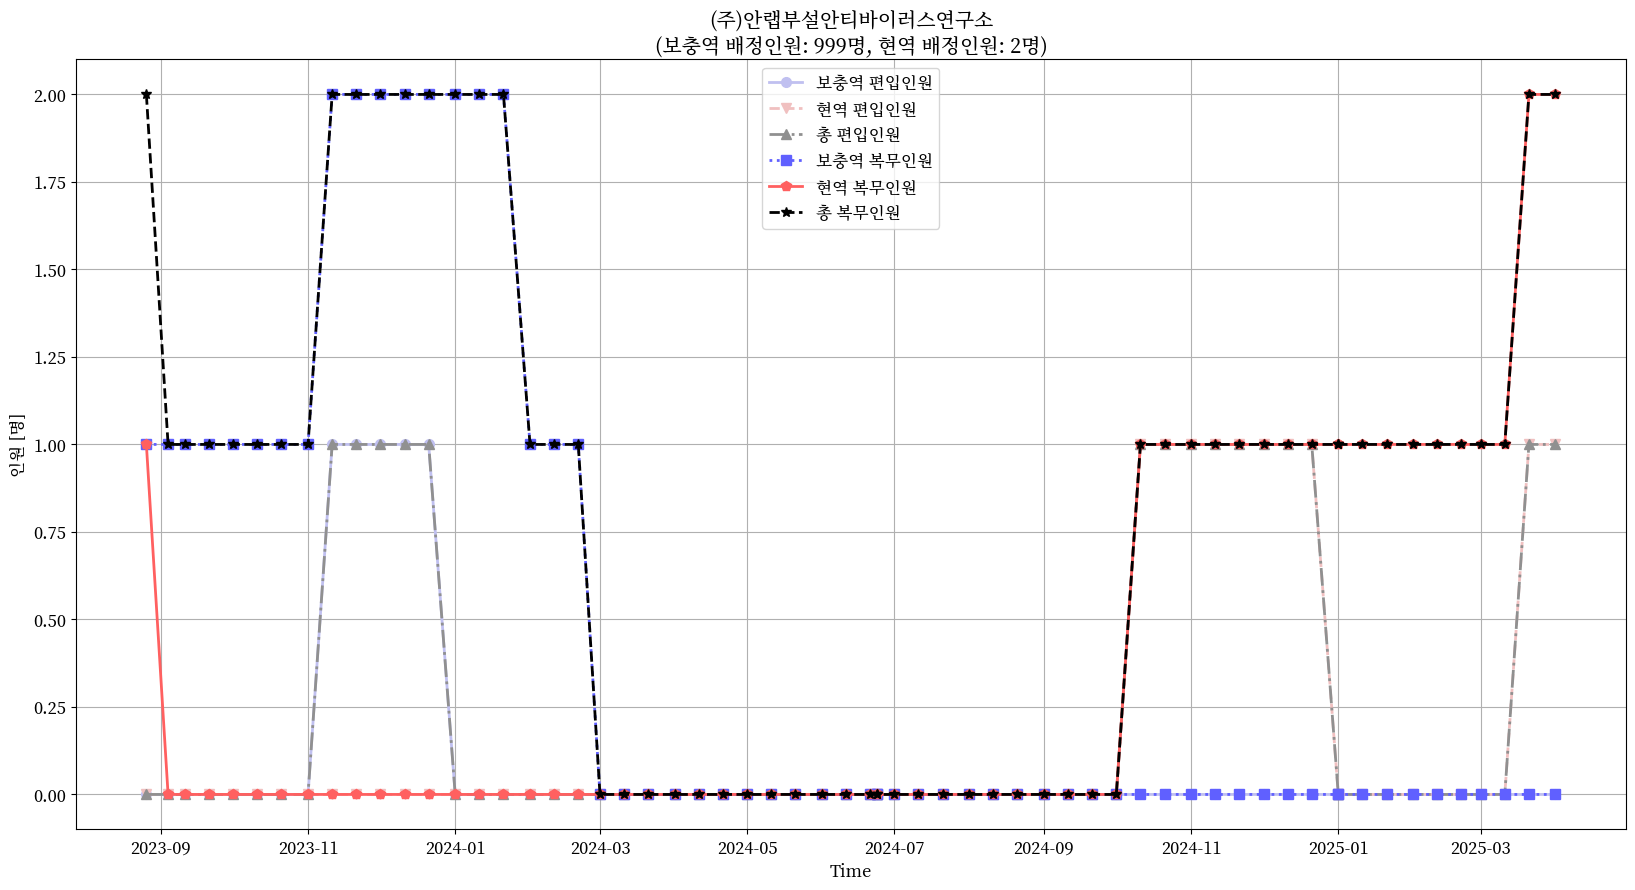 (주)안랩부설안티바이러스연구소
(보충역 배정인원: 999명, 현역 배정인원: 2명)
보충역 편입인원
현역 편입인원
총 편입인원
보충역 복무인원
현역 복무인원
총 복무인원
인원 [명]
2.00
1.75
1.50
1.25
1.00
0.75
0.50
0.25
0.00
2023-09 2023-11 2024-01 2024-03 2024-05 2024-07 2024-09 2024-11 2025-01 2025-03
Time